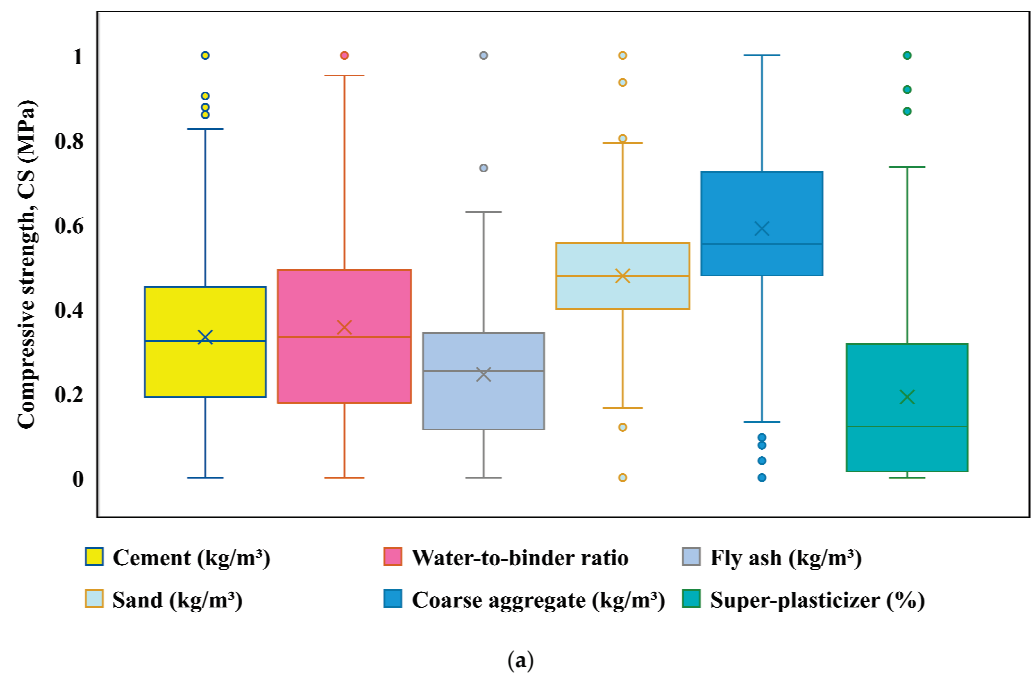 Compressive strength, CS (MPa)
1
0.8
0.6
0.4
0.2
0
Cement (kg/m³)
Water-to-binder ratio
Fly ash (kg/m³)
Sand (kg/m³)
Coarse aggregate (kg/m³)
Super-plasticizer (%)
(a)